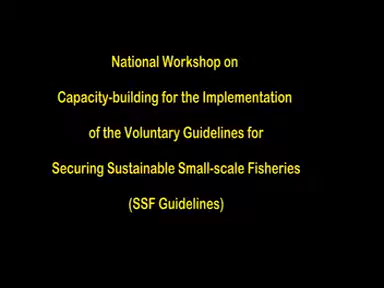 National Workshop on
Capacity-building for the Implementation
of the Voluntary Guidelines for
Securing Sustainable Small-scale Fisheries
(SSF Guidelines)